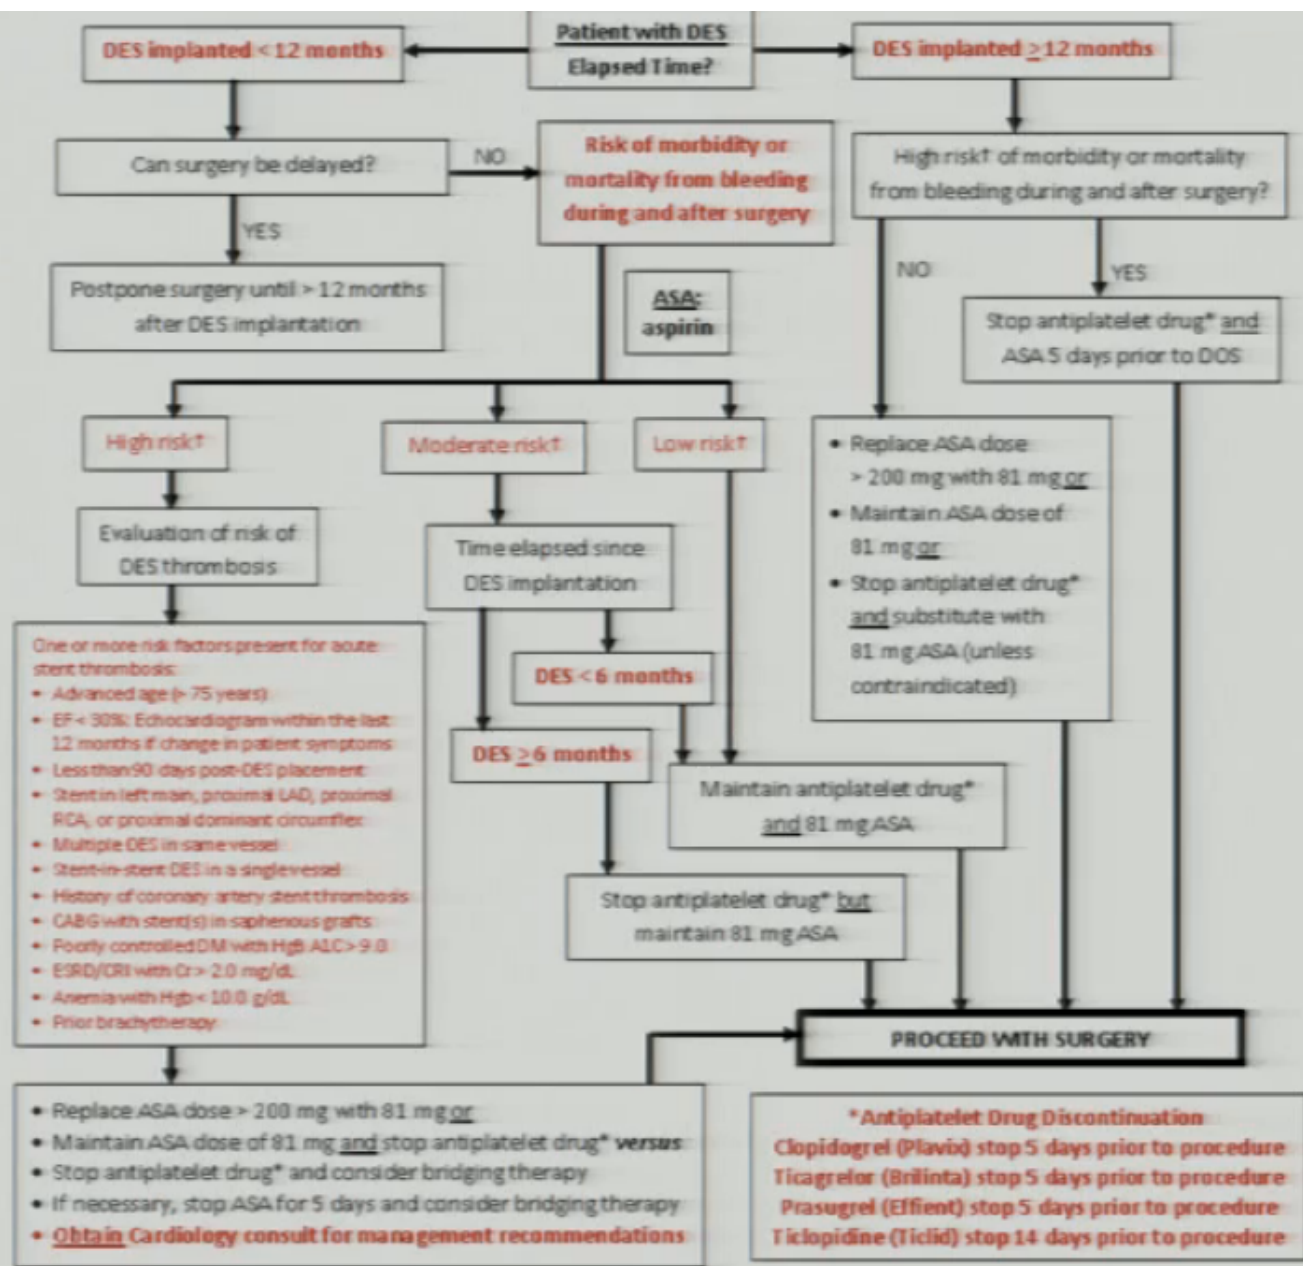 Patient with DES
Elapsed Time?
DES implanted < 12 months
DES implanted ≥12 months
Can surgery be delayed?
NO
YES
Postpone surgery until > 12 months
after DES implantation
Risk of morbidity or
mortality from bleeding
during and after surgery
ASA:
aspirin
High risk† of morbidity or mortality
from bleeding during and after surgery?
NO
YES
Stop antiplatelet drug* and
ASA 5 days prior to DOS
High risk†
Moderate risk†
Low risk†
Evaluation of risk of
DES thrombosis
Time elapsed since
DES implantation
DES < 6 months
DES ≥6 months
• Replace ASA dose
> 200 mg with 81 mg or
• Maintain ASA dose of
81 mg or
• Stop antiplatelet drug*
and substitute with
81 mg ASA (unless
contraindicated)
One or more risk factors present for acute
stent thrombosis:
• Advanced age (> 75 years)
• EF < 30%: Echocardiogram within the last
12 months if change in patient symptoms
• Less than 90 days post-DES placement
• Stent in left main, proximal LAD, proximal
RCA, or proximal dominant circumflex
• Multiple DES in same vessel
• Stent-in-stent DES in a single vessel
• History of coronary artery stent thrombosis
• CABG with stent(s) in saphenous grafts
• Poorly controlled DM with HgB A1C > 9.0
• ESRD/CRI with Cr > 2.0 mg/dL
• Anemia with Hgb < 10.0 g/dL
• Prior brachytherapy
Maintain antiplatelet drug*
and 81 mg ASA
Stop antiplatelet drug* but
maintain 81 mg ASA
PROCEED WITH SURGERY
• Replace ASA dose > 200 mg with 81 mg or
• Maintain ASA dose of 81 mg and stop antiplatelet drug* versus
• Stop antiplatelet drug* and consider bridging therapy
• If necessary, stop ASA for 5 days and consider bridging therapy
• Obtain Cardiology consult for management recommendations
*Antiplatelet Drug Discontinuation
Clopidogrel (Plavix) stop 5 days prior to procedure
Ticagrelor (Brilinta) stop 5 days prior to procedure
Prasugrel (Effient) stop 5 days prior to procedure
Ticlopidine (Ticlid) stop 14 days prior to procedure